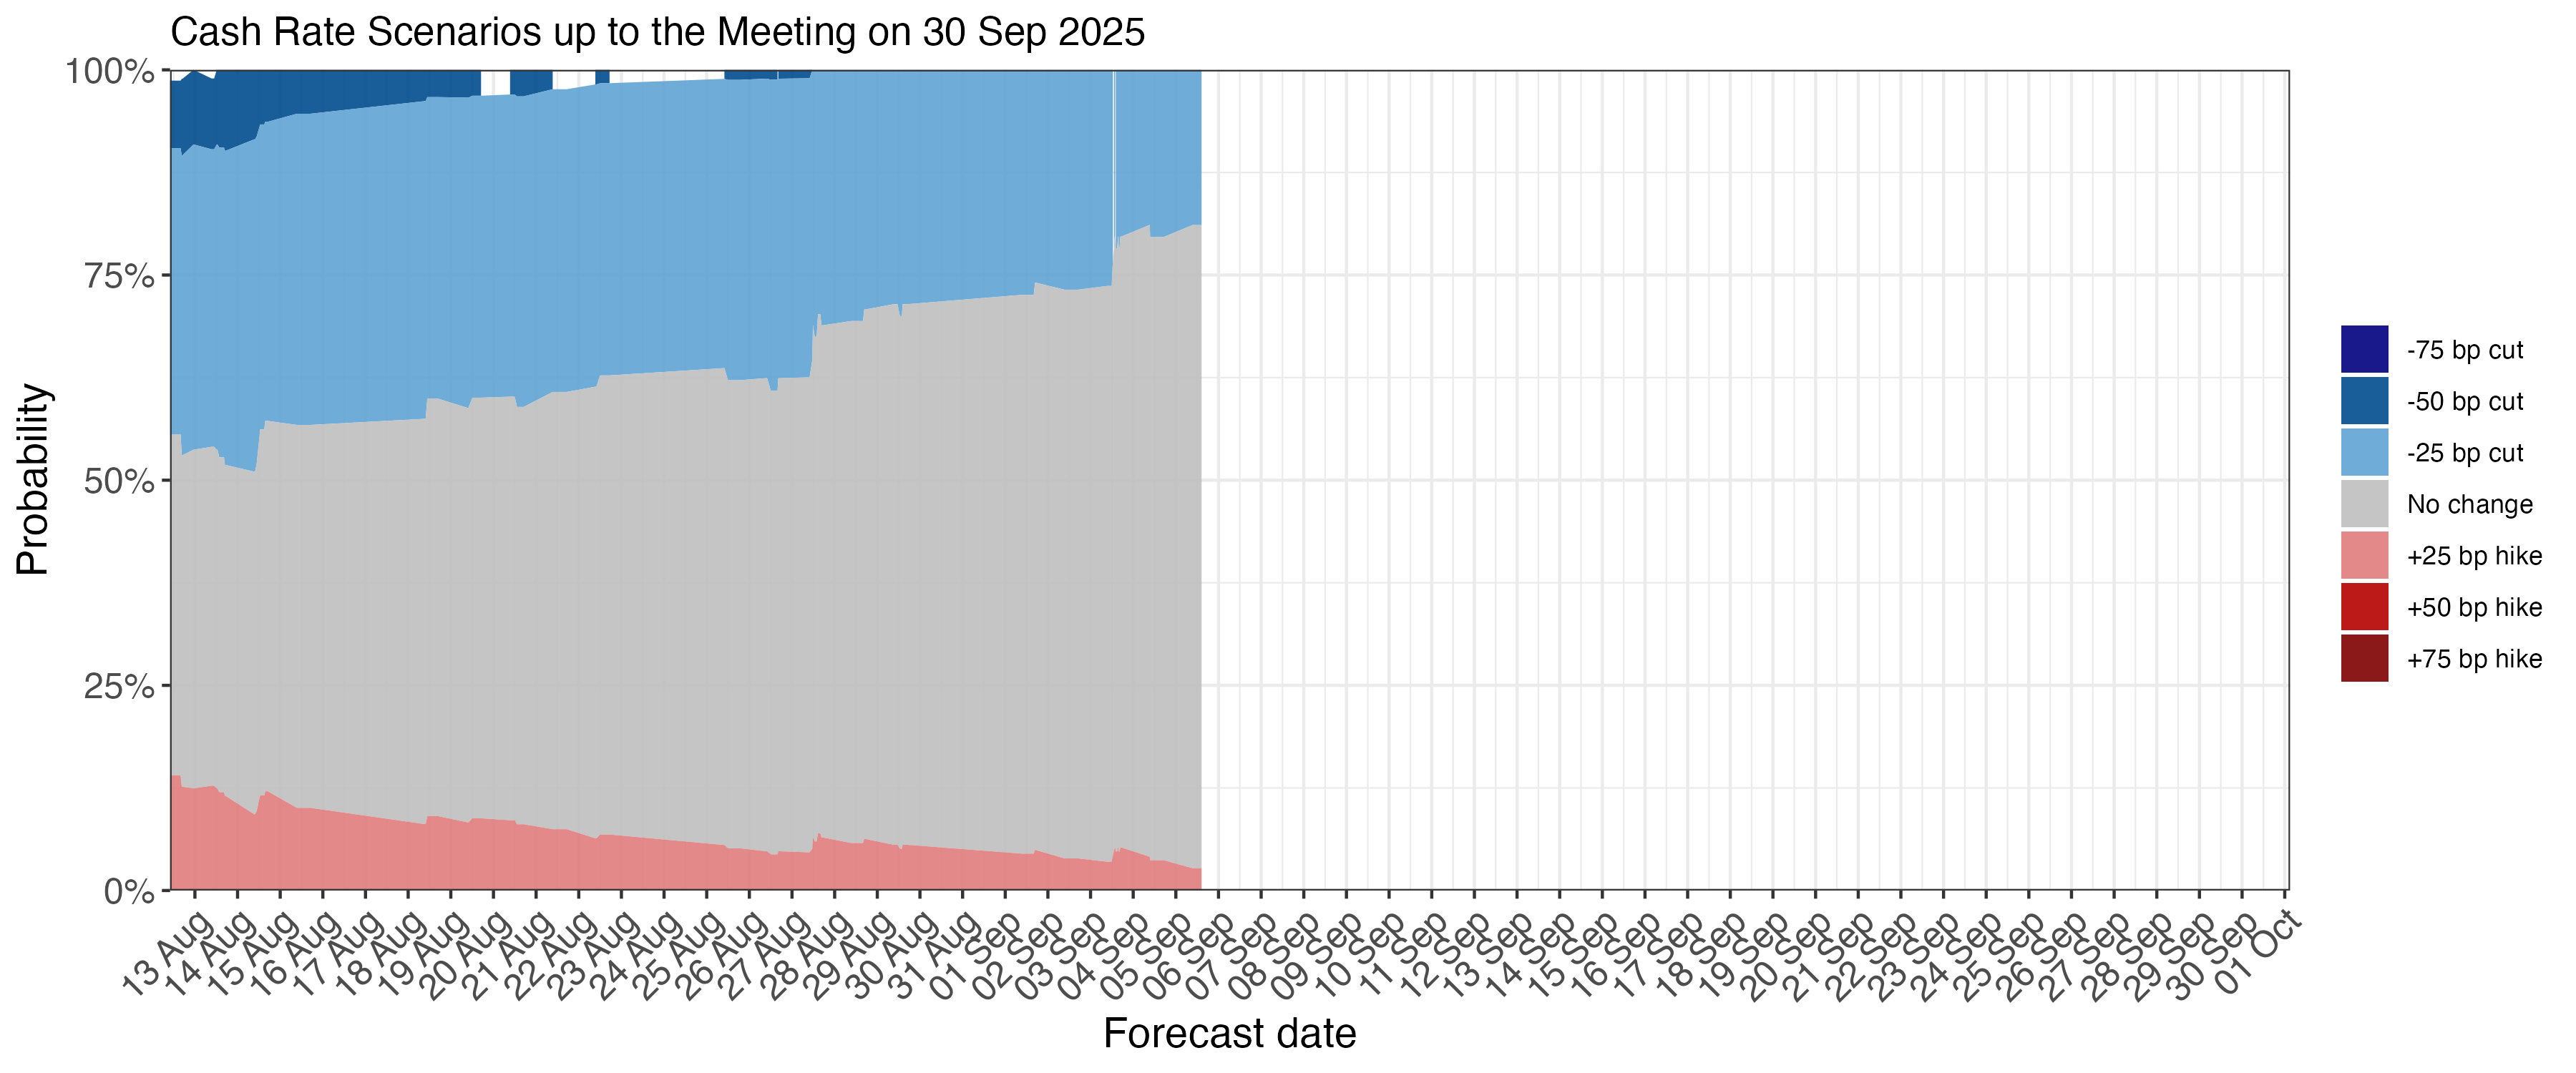 Cash Rate Scenarios up to the Meeting on 30 Sep 2025
Probability
100%
75%
50%
25%
0%
13 Aug
14 Aug
15 Aug
16 Aug
17 Aug
18 Aug
19 Aug
20 Aug
21 Aug
22 Aug
23 Aug
24 Aug
25 Aug
26 Aug
27 Aug
28 Aug
29 Aug
30 Aug
31 Aug
01 Sep
02 Sep
03 Sep
04 Sep
05 Sep
06 Sep
07 Sep
08 Sep
09 Sep
10 Sep
11 Sep
12 Sep
13 Sep
14 Sep
15 Sep
16 Sep
17 Sep
18 Sep
19 Sep
20 Sep
21 Sep
22 Sep
23 Sep
24 Sep
25 Sep
26 Sep
27 Sep
28 Sep
29 Sep
30 Sep
01 Oct
Forecast date
-75 bp cut
-50 bp cut
-25 bp cut
No change
+25 bp hike
+50 bp hike
+75 bp hike